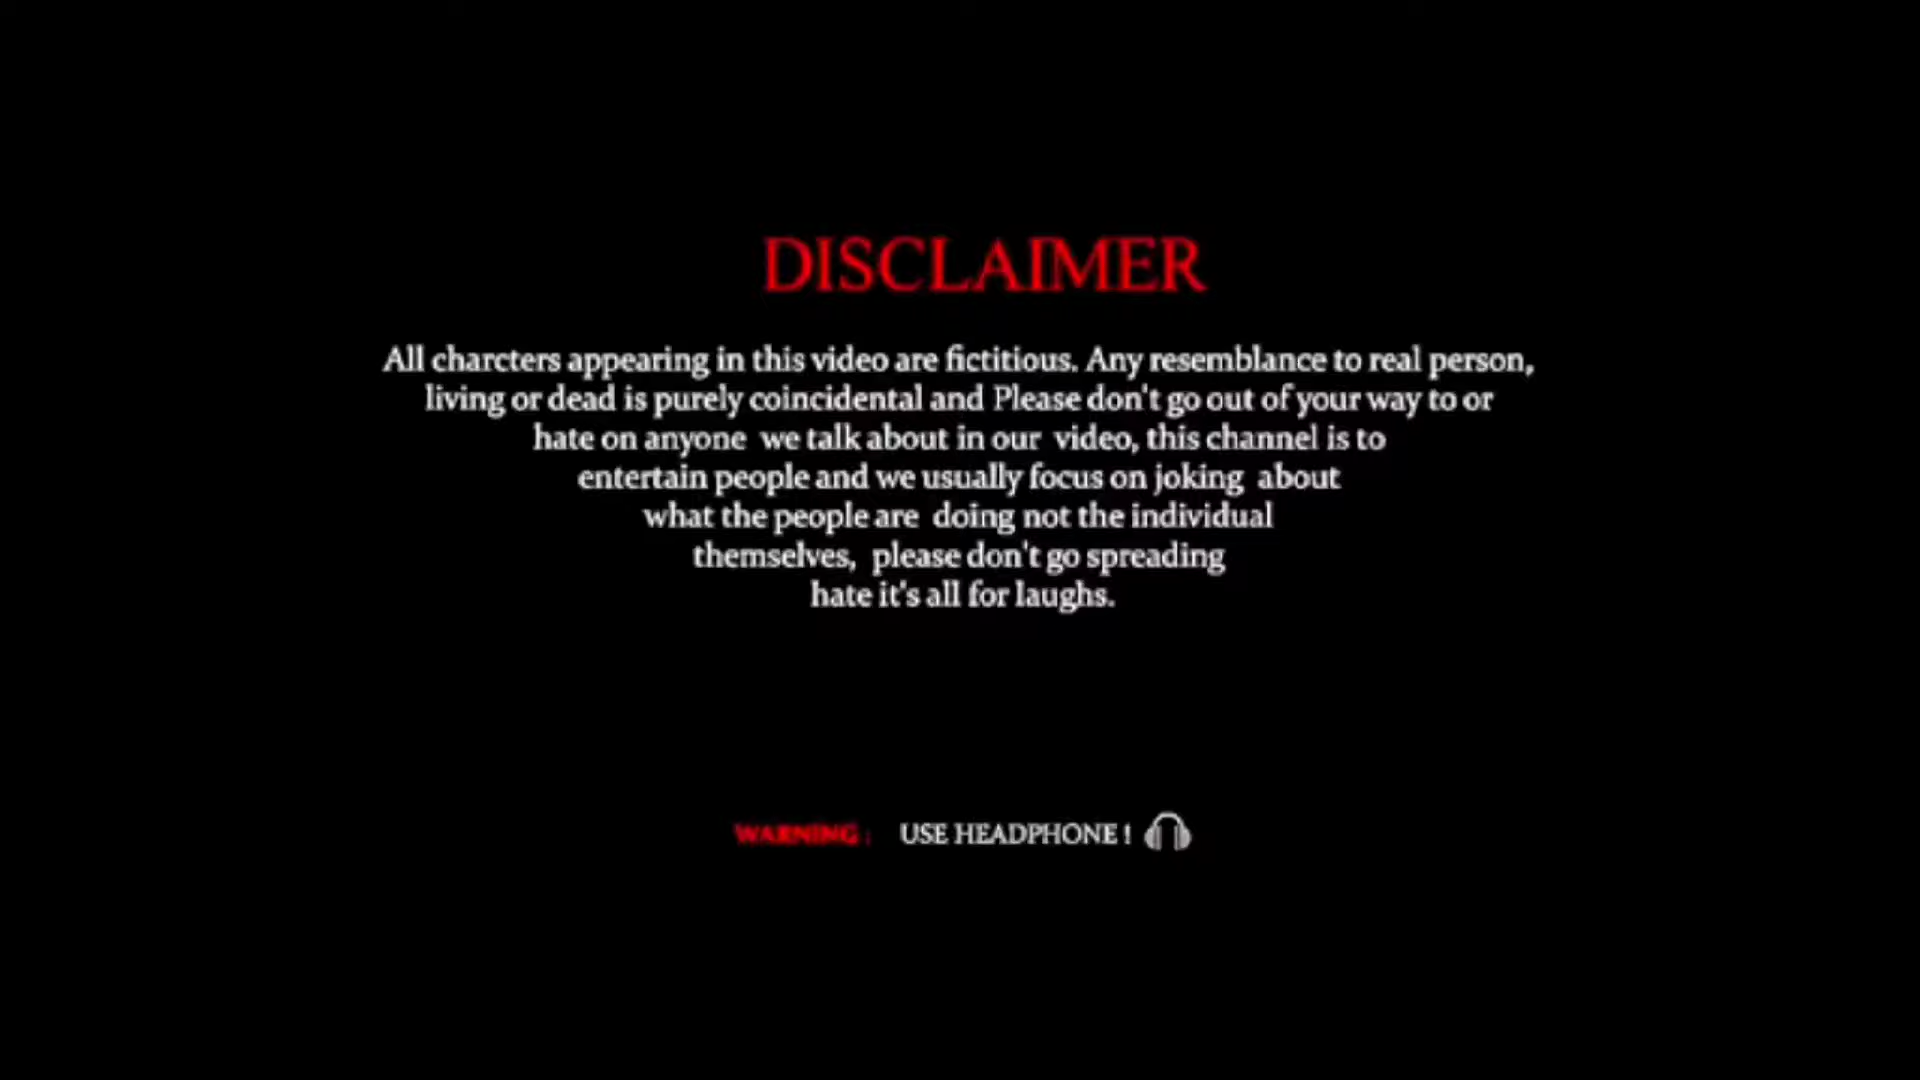 DISCLAIMER
All charcters appearing in this video are fictitious. Any resemblance to real person,
living or dead is purely coincidental and Please don't go out of your way to or
hate on anyone we talk about in our video, this channel is to
entertain people and we usually focus on joking about
what the people are doing not the individual
themselves, please don't go spreading
hate it's all for laughs.
WARNING : USE HEADPHONE !